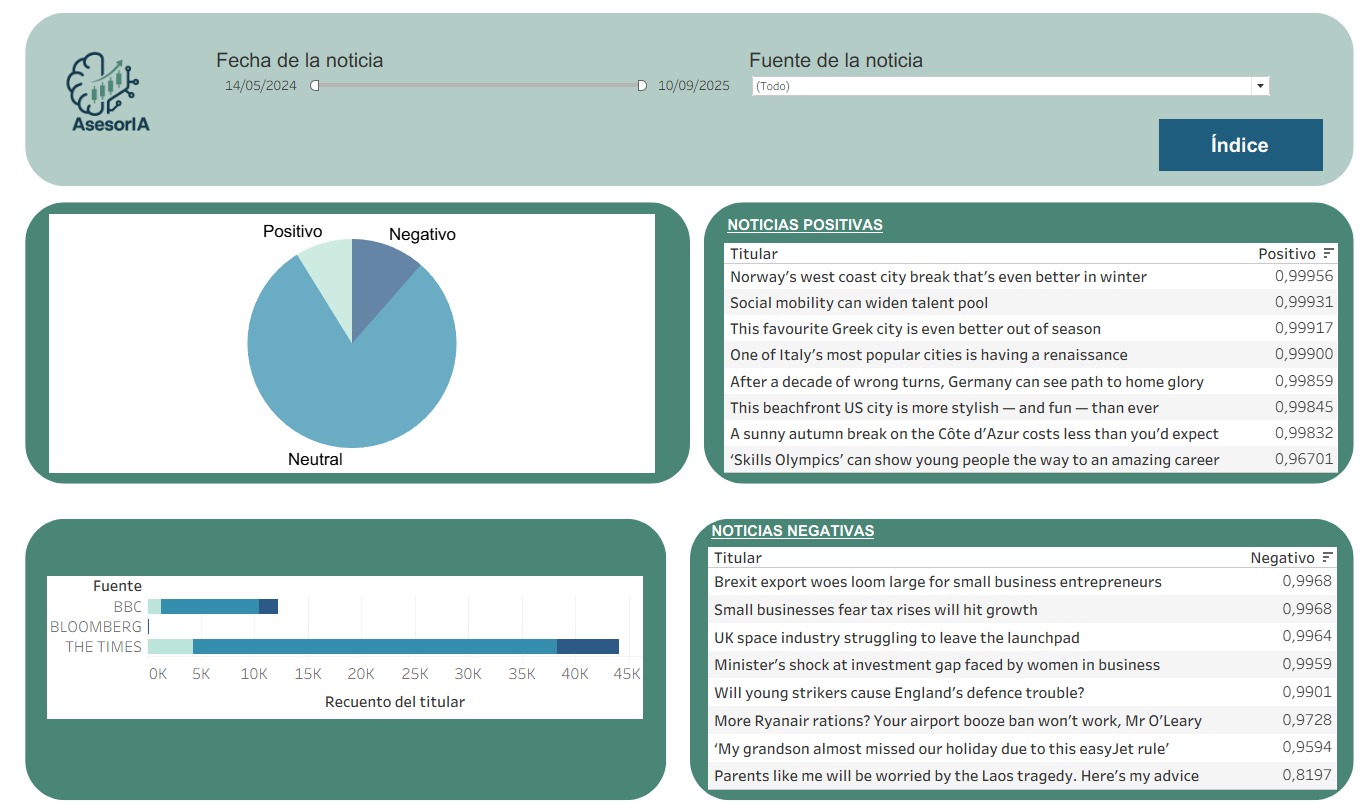 AsesorIA
Fecha de la noticia
14/05/2024 10/09/2025
Fuente de la noticia
(Todo)
Índice
Positivo
Negativo
Neutral
NOTICIAS POSITIVAS
Titular Positivo
Norway’s west coast city break that’s even better in winter 0,99956
Social mobility can widen talent pool 0,99931
This favourite Greek city is even better out of season 0,99917
One of Italy’s most popular cities is having a renaissance 0,99900
After a decade of wrong turns, Germany can see path to home glory 0,99859
This beachfront US city is more stylish — and fun — than ever 0,99845
A sunny autumn break on the Côte d’Azur costs less than you’d expect 0,99832
‘Skills Olympics’ can show young people the way to an amazing career 0,96701
Fuente
BBC
BLOOMBERG
THE TIMES
0K 5K 10K 15K 20K 25K 30K 35K 40K 45K
Recuento del titular
NOTICIAS NEGATIVAS
Titular Negativo
Brexit export woes loom large for small business entrepreneurs 0,9968
Small businesses fear tax rises will hit growth 0,9968
UK space industry struggling to leave the launchpad 0,9964
Minister’s shock at investment gap faced by women in business 0,9959
Will young strikers cause England’s defence trouble? 0,9901
More Ryanair rations? Your airport booze ban won’t work, Mr O’Leary 0,9728
‘My grandson almost missed our holiday due to this easyJet rule’ 0,9594
Parents like me will be worried by the Laos tragedy. Here’s my advice 0,8197